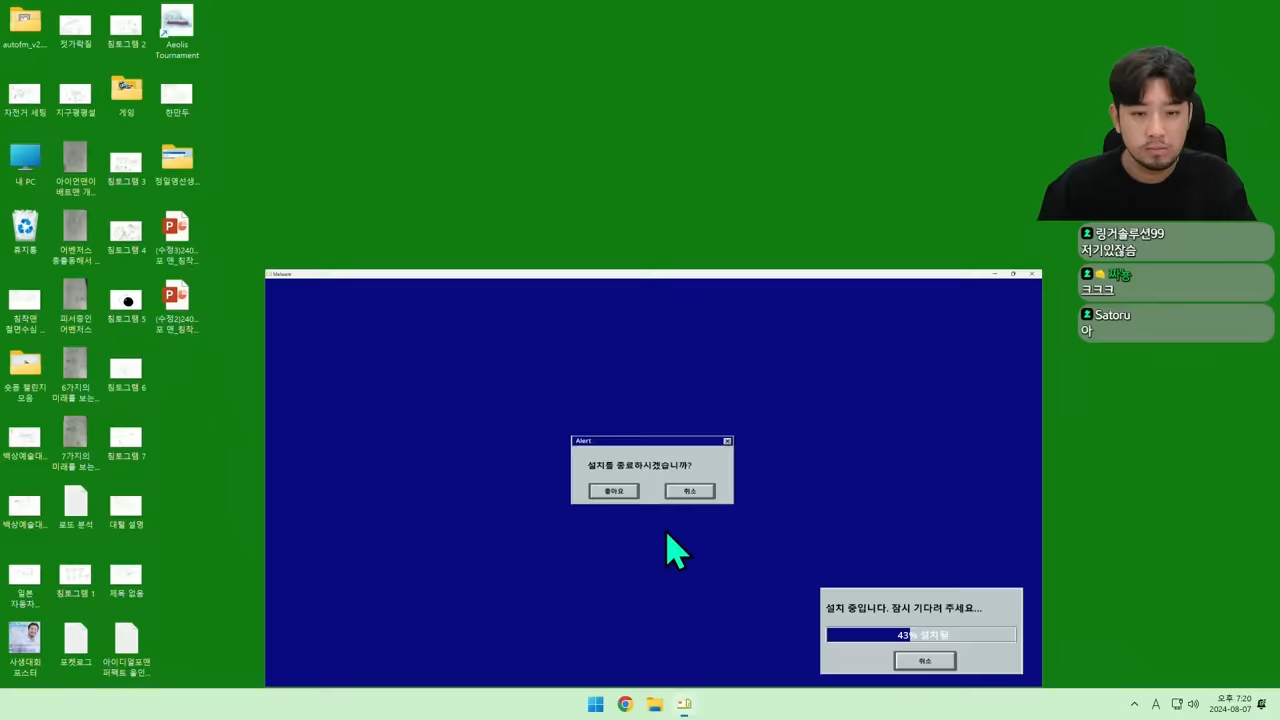 autofm_v2...
젓가락질
침토그램 2
Aeolis
Tournament
자전거 세팅
지구평평설
게임
한만두
내 PC
아이언맨이
배트맨 개...
침토그램 3
정일영선생...
휴지통
어벤저스
총출동해서 ...
침토그램 4
(수정3)240...
포 맨_침착...
침착맨
철면수심 ...
피서중인
어벤저스
침토그램 5
(수정2)240...
포 맨_침착...
숏폼 챌린지
모음
6가지의
미래를 보는...
침토그램 6
백상예술대...
7가지의
미래를 보는...
침토그램 7
백상예술대...
로또 분석
대털 설명
일본
자동차...
침토그램 1
제목 없음
사생대회
포스터
포켓로그
아이디얼포맨
퍼펙트 올인...
Malware
Alert
설치를 종료하시겠습니까?
좋아요
취소
설치 중입니다. 잠시 기다려 주세요...
43% 설치됨
취소
링거솔루션99
저기있잖슴
ㅋㅋㅋ
Satoru
아
A
오후 7:20
2024-08-07